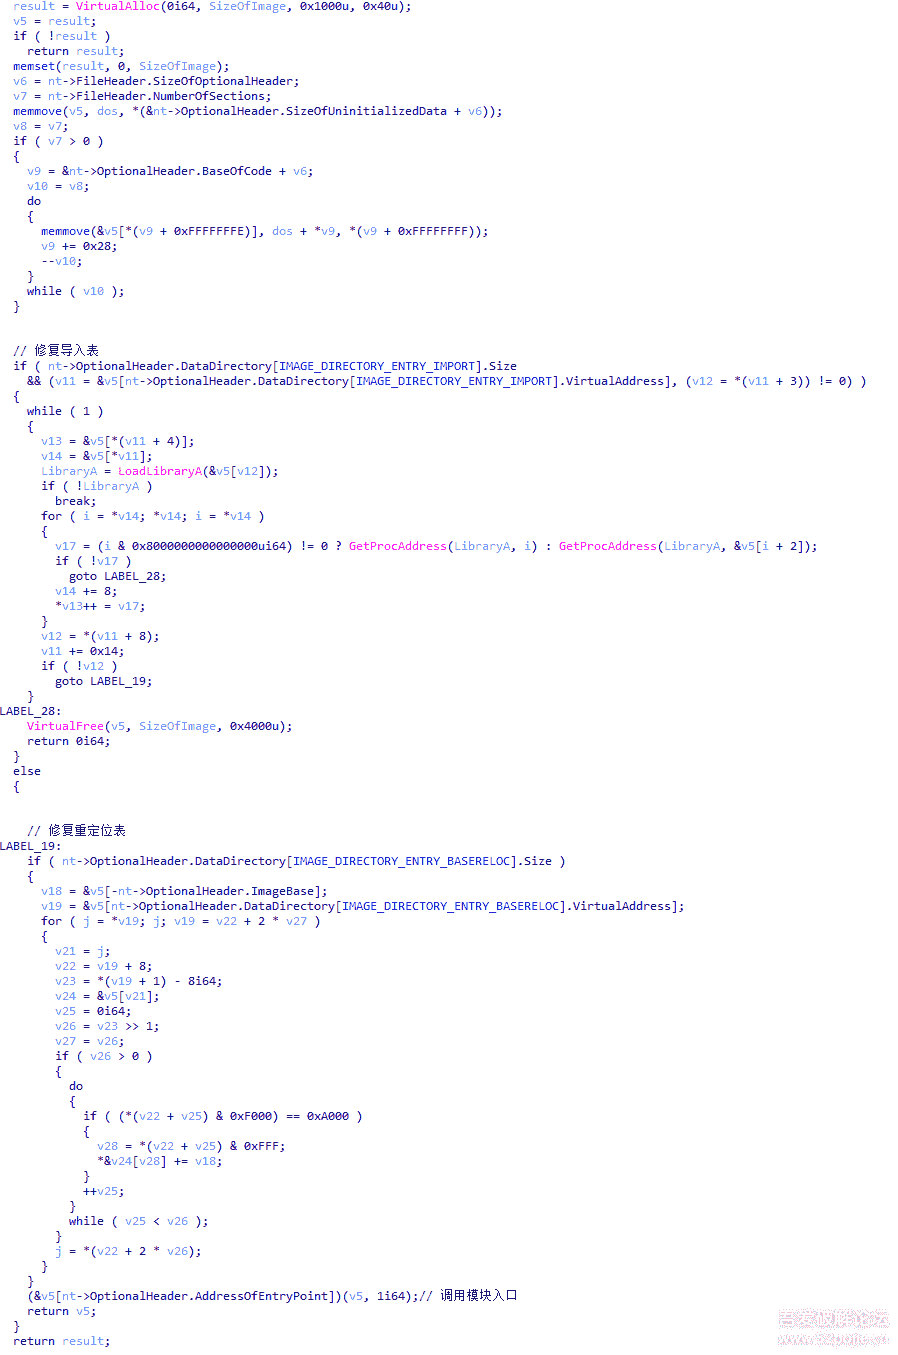 result = VirtualAlloc(0i64, SizeOfImage, 0x1000u, 0x40u);
v5 = result;
if ( !result )
return result;
memset(result, 0, SizeOfImage);
v6 = nt->FileHeader.SizeOfOptionalHeader;
v7 = nt->FileHeader.NumberOfSections;
memmove(v5, dos, *(&nt->OptionalHeader.SizeOfUninitializedData + v6));
v8 = v7;
if ( v7 > 0 )
{
v9 = &nt->OptionalHeader.BaseOfCode + v6;
v10 = v8;
do
{
memmove(&v5[*(v9 + 0xFFFFFFFE)], dos + *v9, *(v9 + 0xFFFFFFFF));
v9 += 0x28;
--v10;
}
while ( v10 );
}
// 修复导入表
if ( nt->OptionalHeader.DataDirectory[IMAGE_DIRECTORY_ENTRY_IMPORT].Size
&& (v11 = &v5[nt->OptionalHeader.DataDirectory[IMAGE_DIRECTORY_ENTRY_IMPORT].VirtualAddress], (v12 = *(v11 + 3)) != 0) )
{
while ( 1 )
{
v13 = &v5[*(v11 + 4)];
v14 = &v5[*v11];
LibraryA = LoadLibraryA(&v5[v12]);
if ( !LibraryA )
break;
for ( i = *v14; *v14; i = *v14 )
{
v17 = (i & 0x8000000000000000ui64) != 0 ? GetProcAddress(LibraryA, i) : GetProcAddress(LibraryA, &v5[i + 2]);
if ( !v17 )
goto LABEL_28;
v14 += 8;
*v13++ = v17;
}
v12 = *(v11 + 8);
v11 += 0x14;
if ( !v12 )
goto LABEL_19;
}
LABEL_28:
VirtualFree(v5, SizeOfImage, 0x4000u);
return 0i64;
}
else
{
// 修复重定位表
LABEL_19:
if ( nt->OptionalHeader.DataDirectory[IMAGE_DIRECTORY_ENTRY_BASERELOC].Size )
{
v18 = &v5[-nt->OptionalHeader.ImageBase];
v19 = &v5[nt->OptionalHeader.DataDirectory[IMAGE_DIRECTORY_ENTRY_BASERELOC].VirtualAddress];
for ( j = *v19; j; v19 = v22 + 2 * v27 )
{
v21 = j;
v22 = v19 + 8;
v23 = *(v19 + 1) - 8i64;
v24 = &v5[v21];
v25 = 0i64;
v26 = v23 >> 1;
v27 = v26;
if ( v26 > 0 )
{
do
{
if ( (*(v22 + v25) & 0xF000) == 0xA000 )
{
v28 = *(v22 + v25) & 0xFFF;
*&v24[v28] += v18;
}
++v25;
}
while ( v25 < v26 );
}
j = *(v22 + 2 * v26);
}
}
(&v5[nt->OptionalHeader.AddressOfEntryPoint])(v5, 1i64);// 调用模块入口
return v5;
}
return result;
吾爱破解论坛
www.52pojie.cn